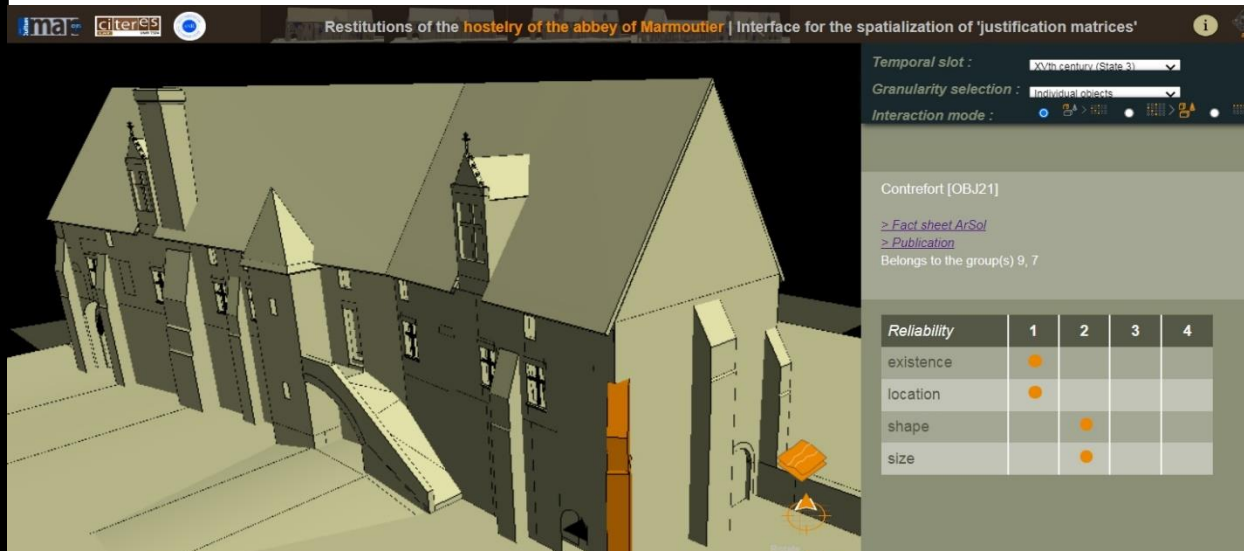 map
citeres
Restitutions of the hostelry of the abbey of Marmoutier | Interface for the spatialization of 'justification matrices'
i
Temporal slot :
XVth century (State 3)
Granularity selection :
Individual objects
Interaction mode :
> >
Contrefort [OBJ21]
> Fact sheet ArSol
> Publication
Belongs to the group(s) 9, 7
Reliability 1 2 3 4
existence
location
shape
size